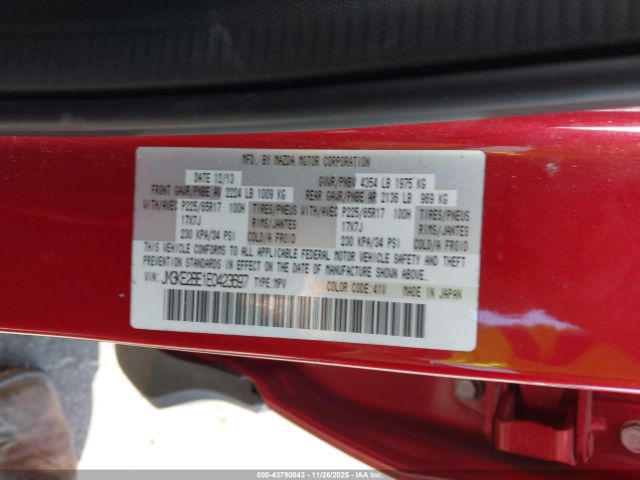 MFD. BY MAZDA MOTOR CORPORATION
DATE 12/13 GVWR/PNBV 4354 LB 1975 KG
FRONT GAWR/PNBE AV 2224 LB 1009 KG REAR GAWR/PNBE AR 2136 LB 969 KG
WITH/AVEC P225/65R17 100H TIRES/PNEUS WITH/AVEC P225/65R17 100H TIRES/PNEUS
17X7J RIMS/JANTES 17X7J RIMS/JANTES
230 KPA/34 PSI COLD/A FROID 230 KPA/34 PSI COLD/A FROID
THIS VEHICLE CONFORMS TO ALL APPLICABLE FEDERAL MOTOR VEHICLE SAFETY AND THEFT
PREVENTION STANDARDS IN EFFECT ON THE DATE OF MANUFACTURE SHOWN ABOVE.
VIN: JM3KE2BE1E0423697 TYPE: MPV COLOR CODE: 41V MADE IN JAPAN
000-43790843 11/26/2025 IAAI.COM